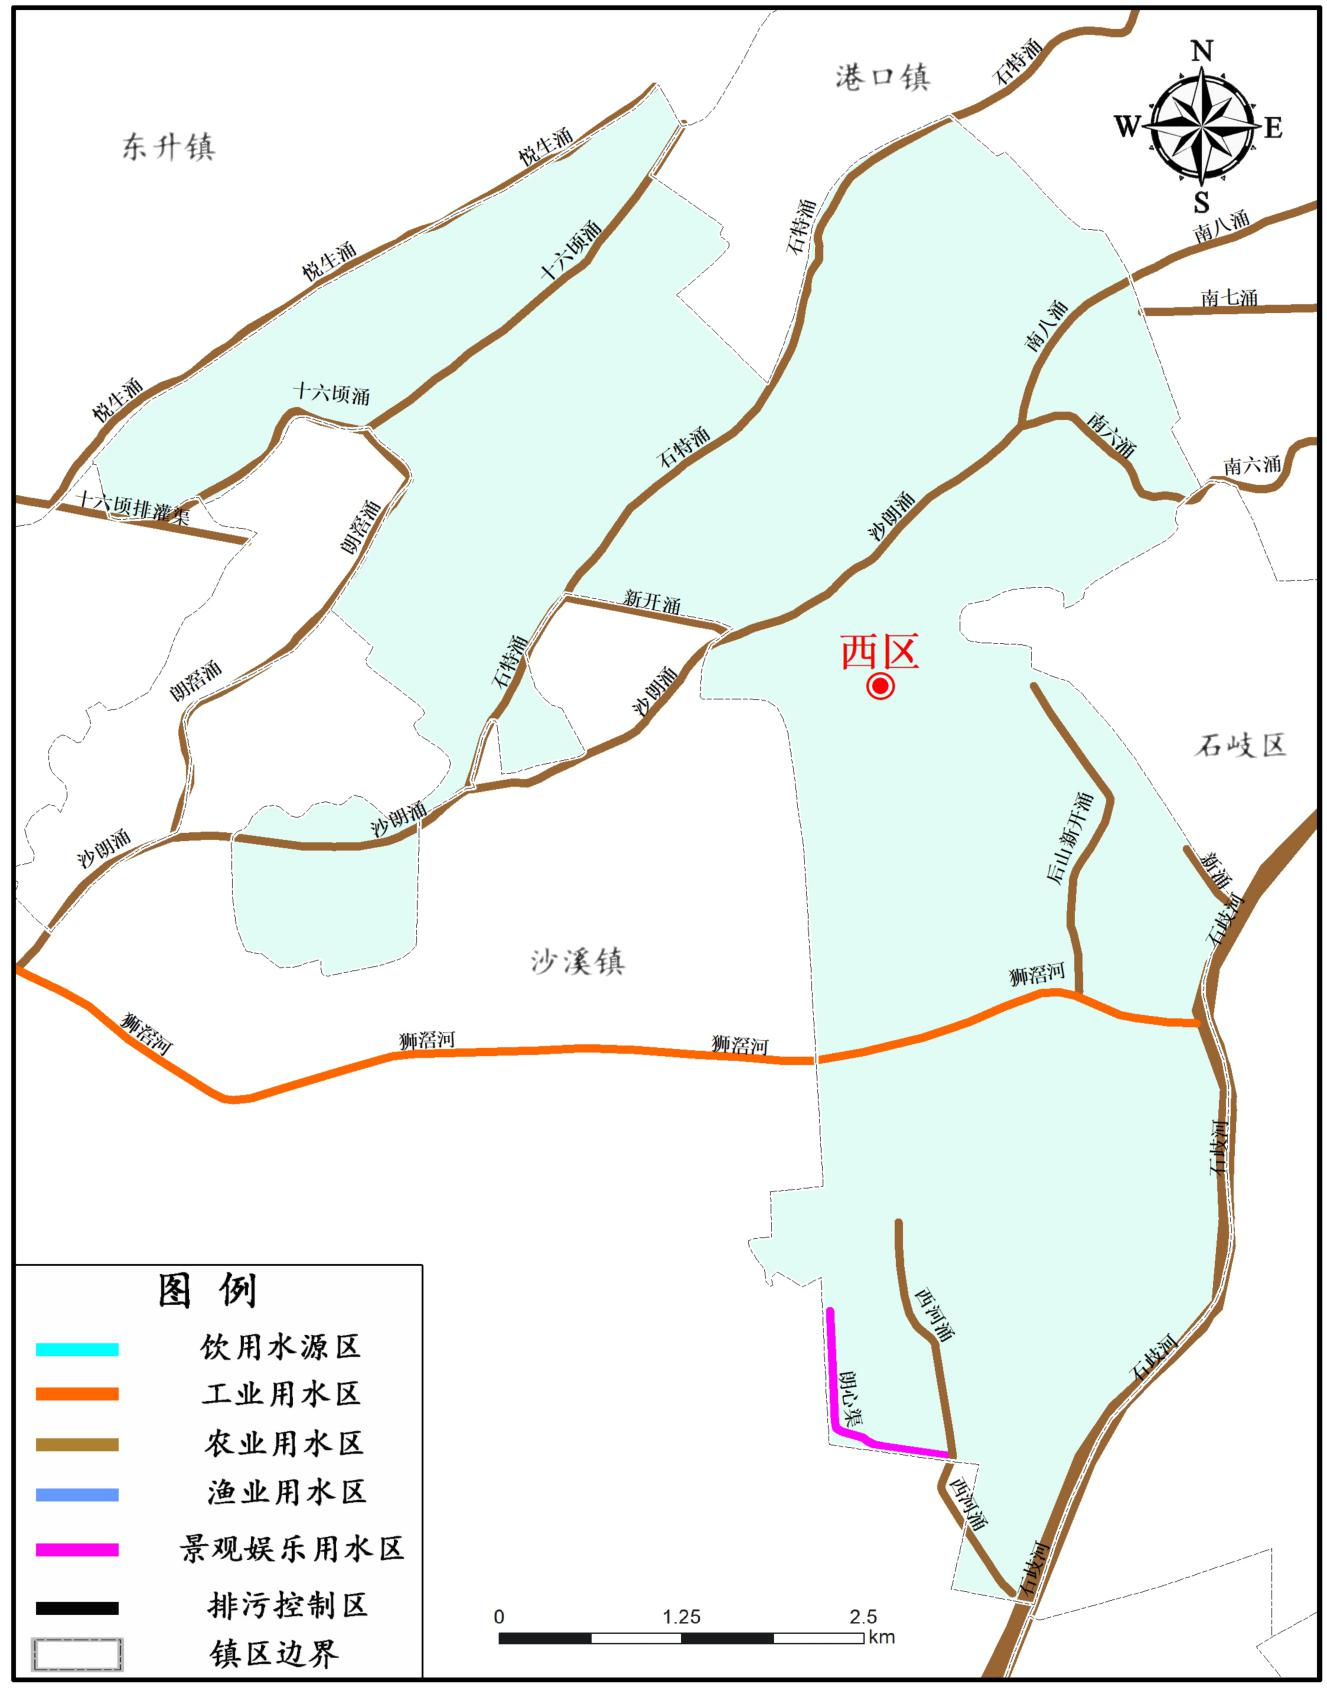 港口镇
石特涌
N
W
E
S
东升镇
悦生涌
石特涌
南八涌
十六顷涌
悦生涌
南七涌
南八涌
悦生涌
十六顷涌
石特涌
南六涌
南六涌
十六顷排灌渠
朗滘涌
沙朗涌
新开涌
西区
石特涌
朗滘涌
沙朗涌
石岐区
沙朗涌
沙朗涌
后山新开涌
新涌
石歧河
沙溪镇
狮滘河
狮滘河
狮滘河
狮滘河
石歧河
西河涌
石歧河
朗心渠
西河涌
石歧河
图 例
饮用水源区
工业用水区
农业用水区
渔业用水区
景观娱乐用水区
排污控制区
镇区边界
0 1.25 2.5
km